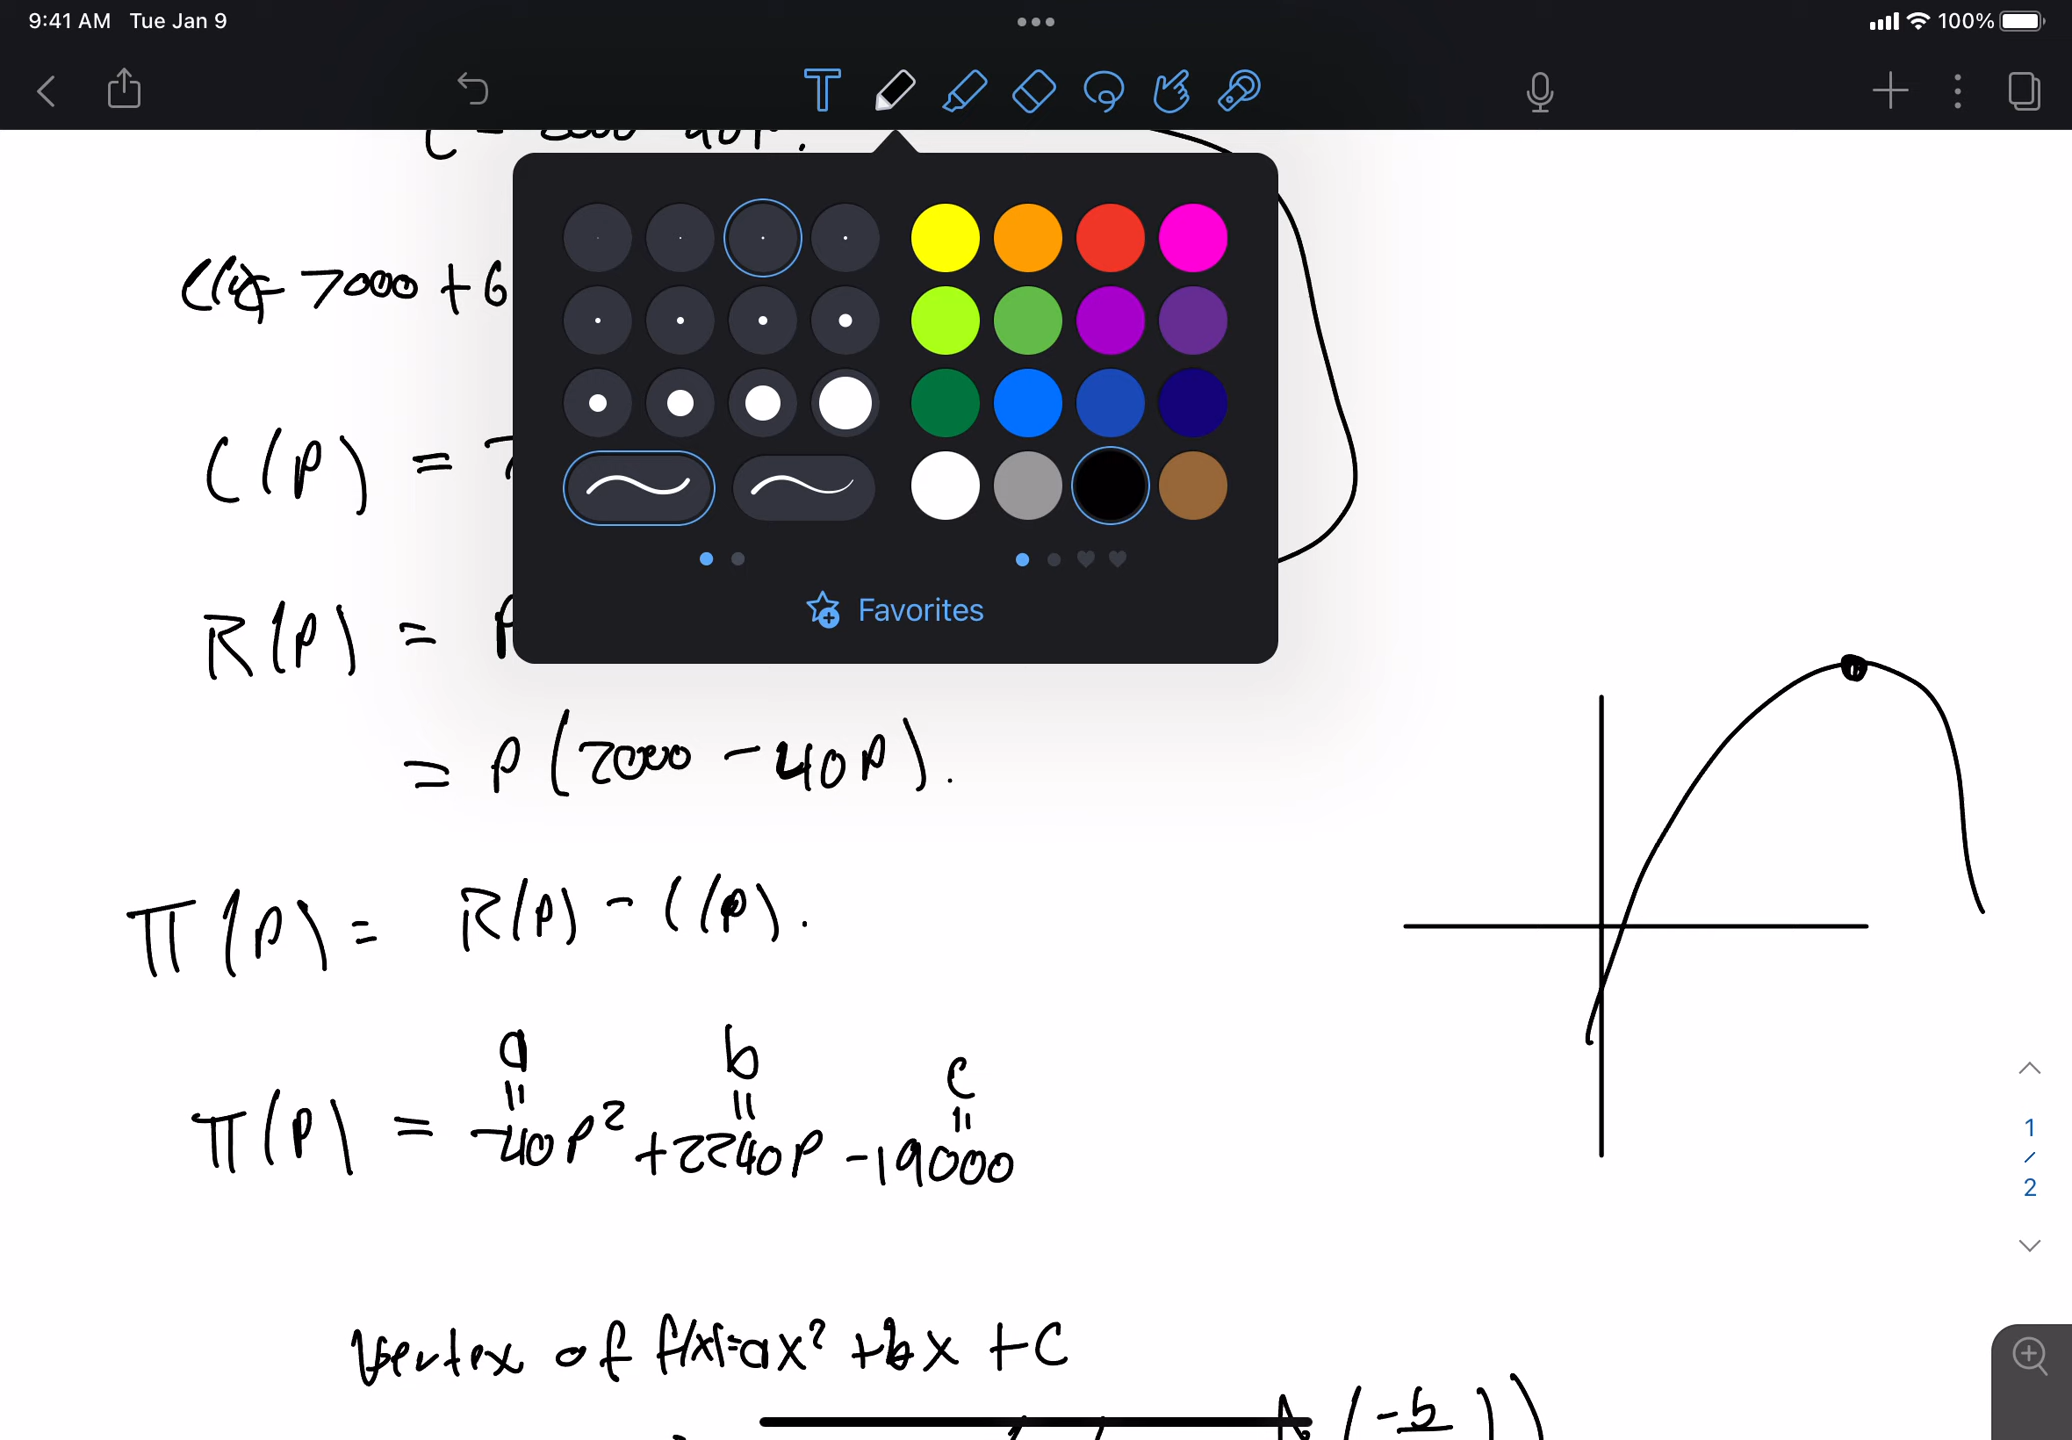 9:41 AM Tue Jan 9
100%
T
7000 + 6
C(P) =
R(P) =
= P(2000 - 40P).
π(P) = R(P) - C(P).
a b c
= = =
π(P) = -40P² + 2240P - 19000
Vertex of f(x)=ax² + bx + C
(-b))
Favorites
1
/
2